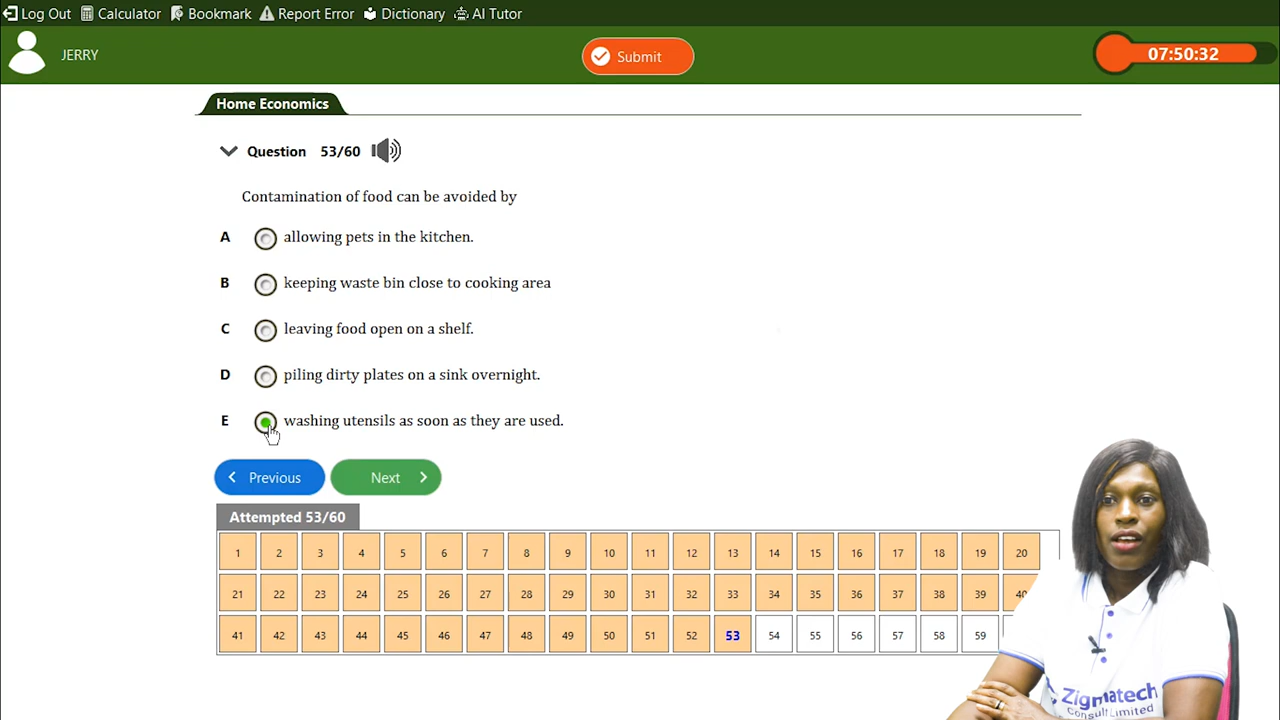 Log Out Calculator Bookmark Report Error Dictionary AI Tutor
JERRY
Submit
07:50:32
Home Economics
Question 53/60
Contamination of food can be avoided by
A allowing pets in the kitchen.
B keeping waste bin close to cooking area
C leaving food open on a shelf.
D piling dirty plates on a sink overnight.
E washing utensils as soon as they are used.
Previous Next
Attempted 53/60
1 2 3 4 5 6 7 8 9 10 11 12 13 14 15 16 17 18 19 20
21 22 23 24 25 26 27 28 29 30 31 32 33 34 35 36 37 38 39 40
41 42 43 44 45 46 47 48 49 50 51 52 53 54 55 56 57 58 59
Zigmatech
Consult Limited